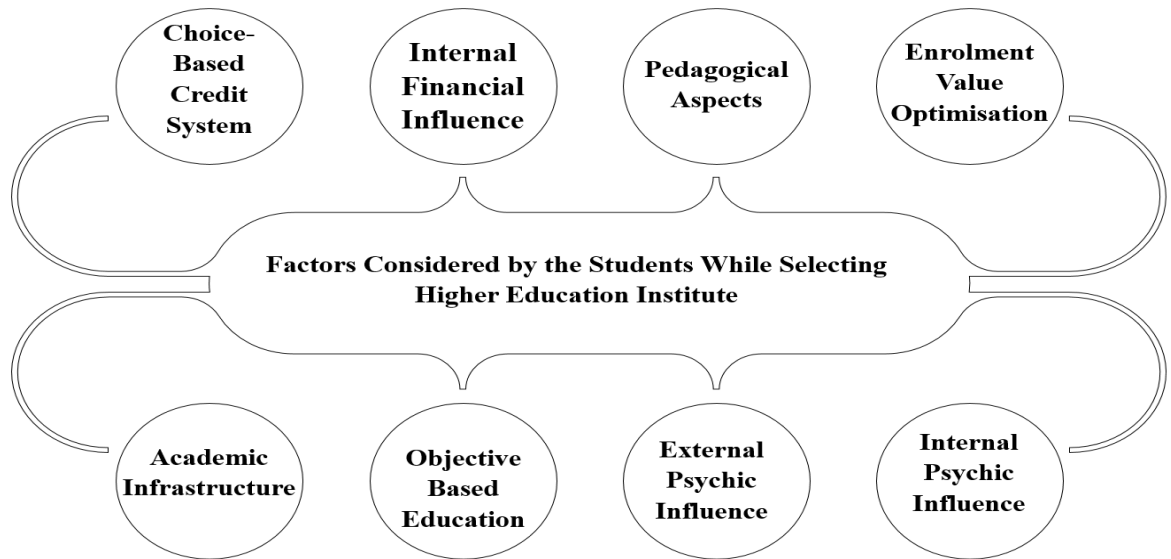 Choice-
Based
Credit
System
Internal
Financial
Influence
Pedagogical
Aspects
Enrolment
Value
Optimisation
Factors Considered by the Students While Selecting
Higher Education Institute
Academic
Infrastructure
Objective
Based
Education
External
Psychic
Influence
Internal
Psychic
Influence